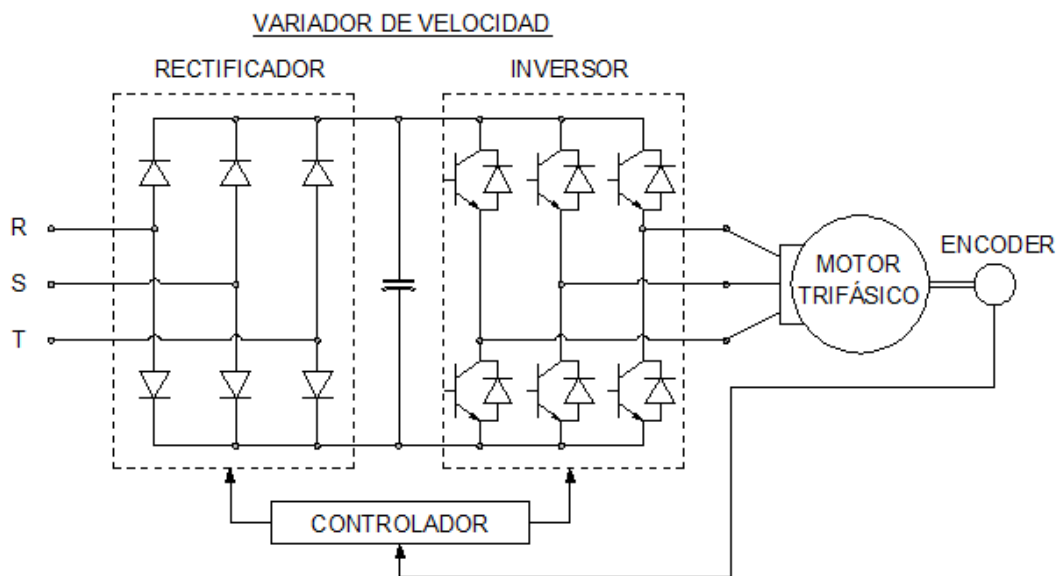 VARIADOR DE VELOCIDAD
RECTIFICADOR
INVERSOR
R
S
T
MOTOR
TRIFÁSICO
ENCODER
CONTROLADOR